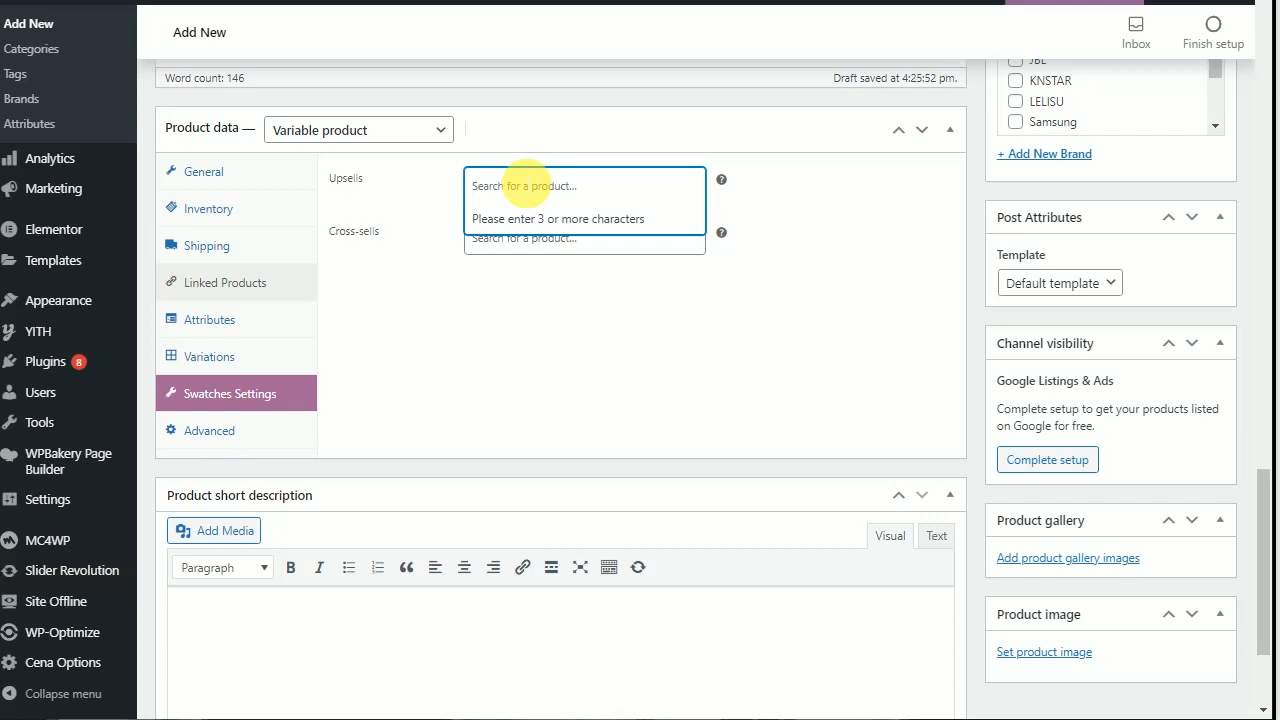 Add New
Categories
Tags
Brands
Attributes
Analytics
Marketing
Elementor
Templates
Appearance
YITH
Plugins 8
Users
Tools
WPBakery Page
Builder
Settings
MC4WP
Slider Revolution
Site Offline
WP-Optimize
Cena Options
Collapse menu
Add New
Inbox
Finish setup
Word count: 146
Draft saved at 4:25:52 pm.
Product data —
Variable product
General
Inventory
Shipping
Linked Products
Attributes
Variations
Swatches Settings
Advanced
Upsells
Search for a product...
Please enter 3 or more characters
Cross-sells
Search for a product...
Product short description
Add Media
Visual
Text
Paragraph
JBL
KNSTAR
LELISU
Samsung
+ Add New Brand
Post Attributes
Template
Default template
Channel visibility
Google Listings & Ads
Complete setup to get your products listed
on Google for free.
Complete setup
Product gallery
Add product gallery images
Product image
Set product image